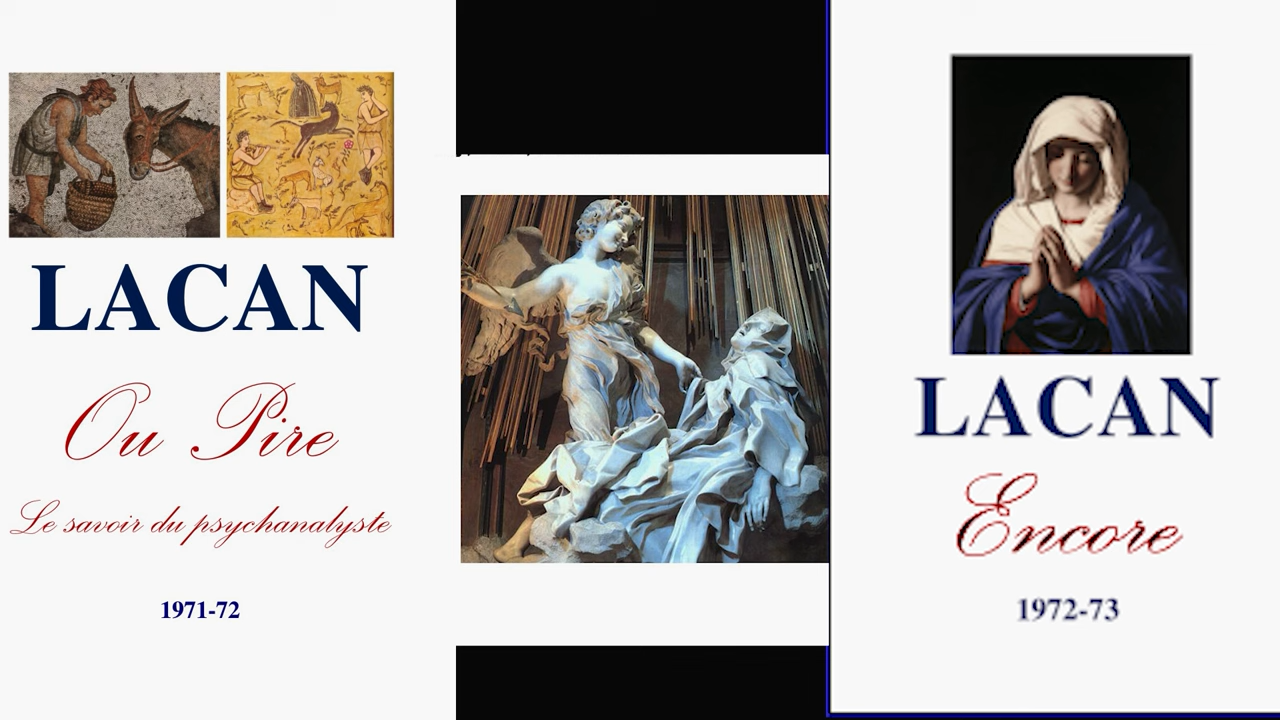 LACAN
Ou Pire
Le savoir du psychanalyste
1971-72
LACAN
Encore
1972-73